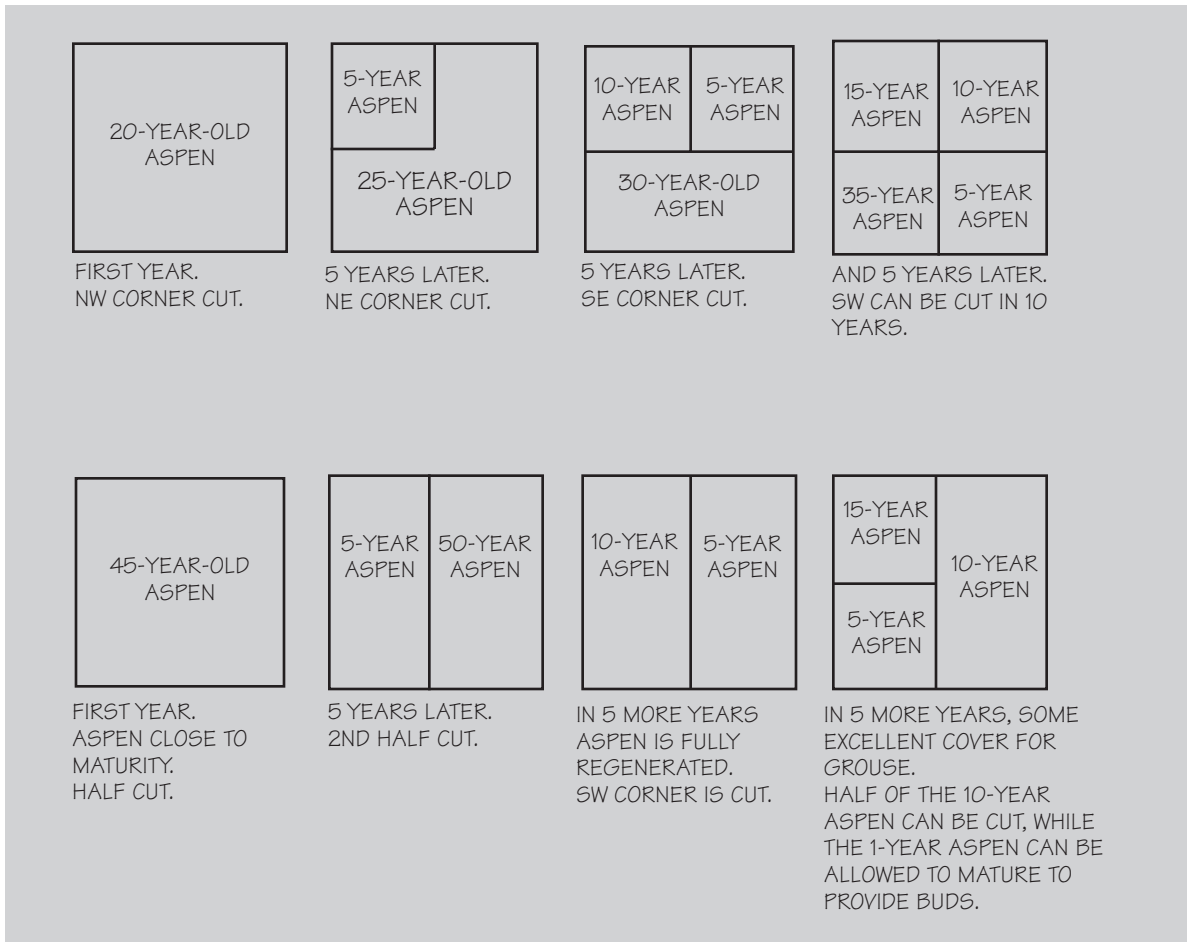 20-YEAR-OLD
ASPEN
FIRST YEAR.
NW CORNER CUT.
5-YEAR
ASPEN
25-YEAR-OLD
ASPEN
5 YEARS LATER.
NE CORNER CUT.
10-YEAR
ASPEN
5-YEAR
ASPEN
30-YEAR-OLD
ASPEN
5 YEARS LATER.
SE CORNER CUT.
15-YEAR
ASPEN
10-YEAR
ASPEN
35-YEAR
ASPEN
5-YEAR
ASPEN
AND 5 YEARS LATER.
SW CAN BE CUT IN 10
YEARS.
45-YEAR-OLD
ASPEN
FIRST YEAR.
ASPEN CLOSE TO
MATURITY.
HALF CUT.
5-YEAR
ASPEN
50-YEAR
ASPEN
5 YEARS LATER.
2ND HALF CUT.
10-YEAR
ASPEN
5-YEAR
ASPEN
IN 5 MORE YEARS
ASPEN IS FULLY
REGENERATED.
SW CORNER IS CUT.
15-YEAR
ASPEN
10-YEAR
ASPEN
5-YEAR
ASPEN
IN 5 MORE YEARS, SOME
EXCELLENT COVER FOR
GROUSE.
HALF OF THE 10-YEAR
ASPEN CAN BE CUT, WHILE
THE 1-YEAR ASPEN CAN BE
ALLOWED TO MATURE TO
PROVIDE BUDS.